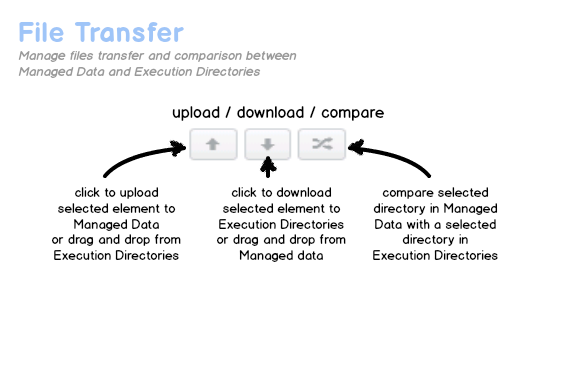 File Transfer
Manage files transfer and comparison between
Managed Data and Execution Directories
upload / download / compare
click to upload
selected element to
Managed Data
or drag and drop from
Execution Directories
click to download
selected element to
Execution Directories
or drag and drop from
Managed data
compare selected
directory in Managed
Data with a selected
directory in
Execution Directories